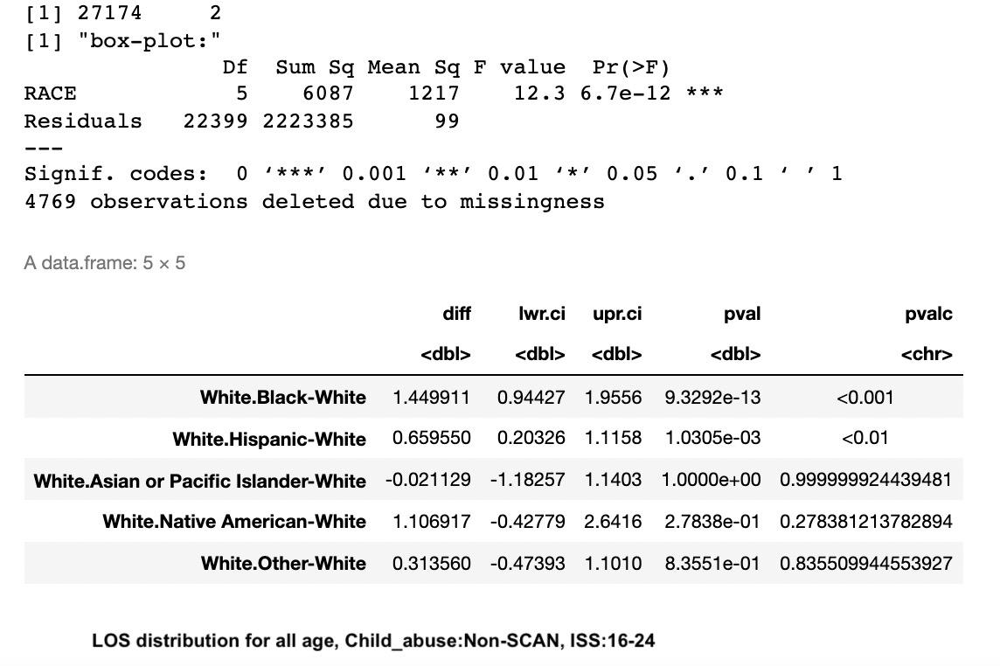 [1] 27174     2
[1] "box-plot:"
               Df  Sum Sq Mean Sq F value  Pr(>F)
RACE            5    6087    1217    12.3 6.7e-12 ***
Residuals   22399 2223385      99
---
Signif. codes:  0 ‘***’ 0.001 ‘**’ 0.01 ‘*’ 0.05 ‘.’ 0.1 ‘ ’ 1
4769 observations deleted due to missingness
A data.frame: 5 × 5
diff lwr.ci upr.ci pval pvalc
<dbl> <dbl> <dbl> <dbl> <chr>
White.Black-White 1.449911 0.94427 1.9556 9.3292e-13 <0.001
White.Hispanic-White 0.659550 0.20326 1.1158 1.0305e-03 <0.01
White.Asian or Pacific Islander-White -0.021129 -1.18257 1.1403 1.0000e+00 0.999999924439481
White.Native American-White 1.106917 -0.42779 2.6416 2.7838e-01 0.278381213782894
White.Other-White 0.313560 -0.47393 1.1010 8.3551e-01 0.835509944553927
LOS distribution for all age, Child_abuse:Non-SCAN, ISS:16-24